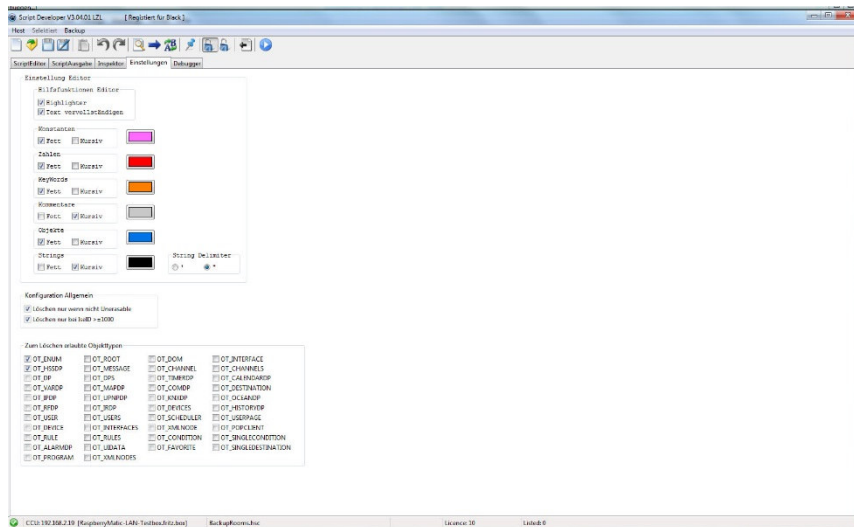 Script Developer V3.04.01 LZL [ Registiert für Black ]
Host Selektiert Backup
ScriptEditor ScriptAusgabe Inspektor Einstellungen Debugger
Einstellung Editor
Hilfsfunktionen Editor
Highlighter
Text vervollständigen
Konstanten
Fett Kursiv
Zahlen
Fett Kursiv
KeyWords
Fett Kursiv
Kommentare
Fett Kursiv
Objekte
Fett Kursiv
Strings String Delimiter
Fett Kursiv ' "
Konfiguration Allgemein
Löschen nur wenn nicht Unerasable
Löschen nur bei IseID >=1000
Zum Löschen erlaubte Objekttypen
OT_ENUM OT_ROOT OT_DOM OT_INTERFACE
OT_HSSDP OT_MESSAGE OT_CHANNEL OT_CHANNELS
OT_DP OT_DPS OT_TIMERDP OT_CALENDARDP
OT_VARDP OT_MAPDP OT_COMDP OT_DESTINATION
OT_IPDP OT_UPNPDP OT_KNXDP OT_OCEANDP
OT_RFDP OT_IRDP OT_DEVICES OT_HISTORYDP
OT_USER OT_USERS OT_SCHEDULER OT_USERPAGE
OT_DEVICE OT_INTERFACES OT_XMLNODE OT_POPCLIENT
OT_RULE OT_RULES OT_CONDITION OT_SINGLECONDITION
OT_ALARMDP OT_UIDATA OT_FAVORITE OT_SINGLEDESTINATION
OT_PROGRAM OT_XMLNODES
CCU: 192.168.2.19 [RaspberryMatic-LAN-Testbox.fritz.box] BackupRooms.hsc Licence: 10 Listed: 0